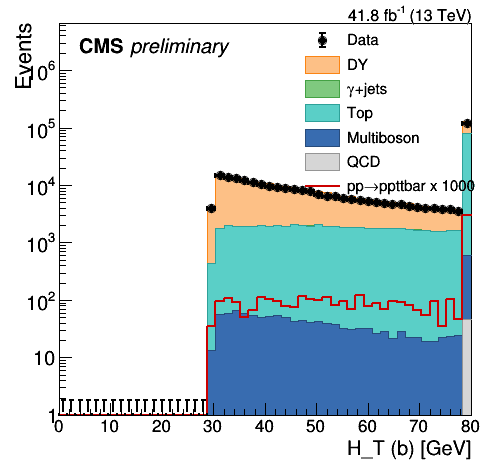 41.8 fb⁻¹ (13 TeV)
CMS preliminary
Events
Data
DY
γ+jets
Top
Multiboson
QCD
pp→ppttbar x 1000
10⁶
10⁵
10⁴
10³
10²
10
1
0 10 20 30 40 50 60 70 80
H_T (b) [GeV]